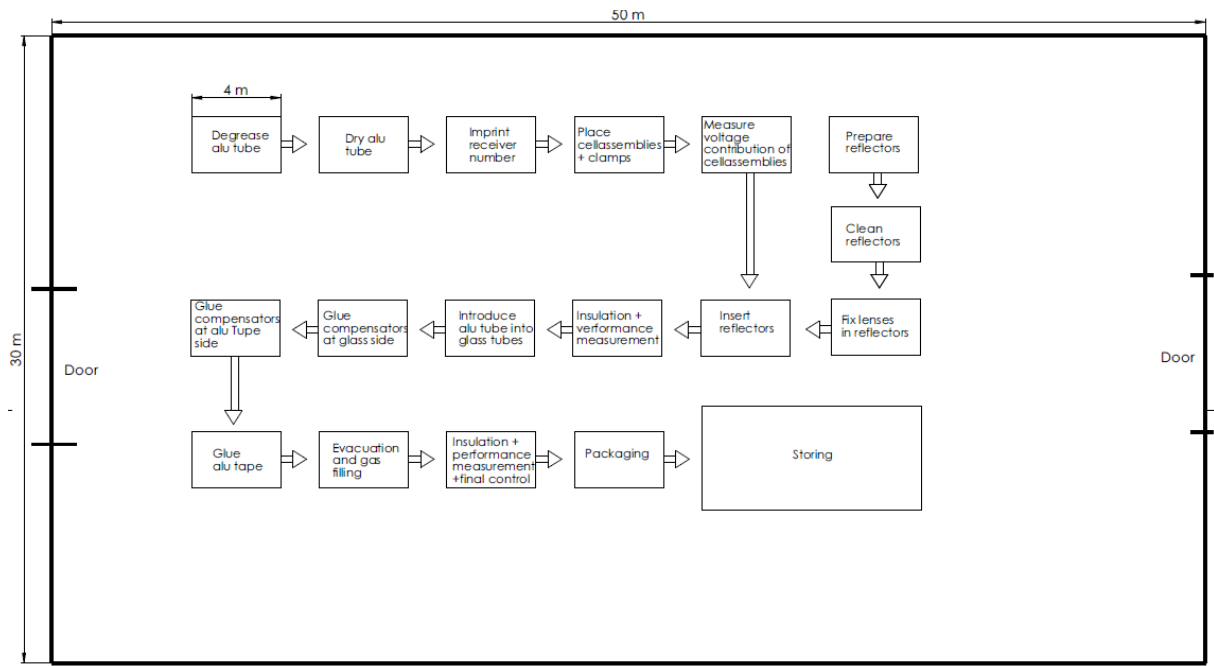 50 m
4 m
Degrease
alu tube
Dry alu
tube
Imprint
receiver
number
Place
cellassemblies
+ clamps
Measure
voltage
contribution of
cellassemblies
Prepare
reflectors
Clean
reflectors
30 m
Door
Glue
compensators
at alu Tupe
side
Glue
compensators
at glass side
Introduce
alu tube into
glass tubes
Insulation +
verformance
measurement
Insert
reflectors
Fix lenses
in reflectors
Door
Glue
alu tape
Evacuation
and gas
filling
Insulation +
performance
measurement
+final control
Packaging
Storing